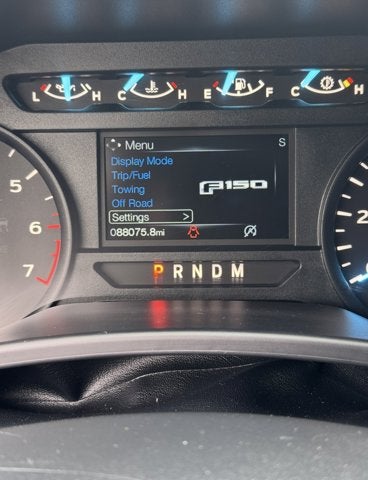 L H C H E F C H
Menu S
Display Mode
Trip/Fuel
Towing
Off Road
F150
Settings >
088075.8mi
5
6
7
2
P R N D M